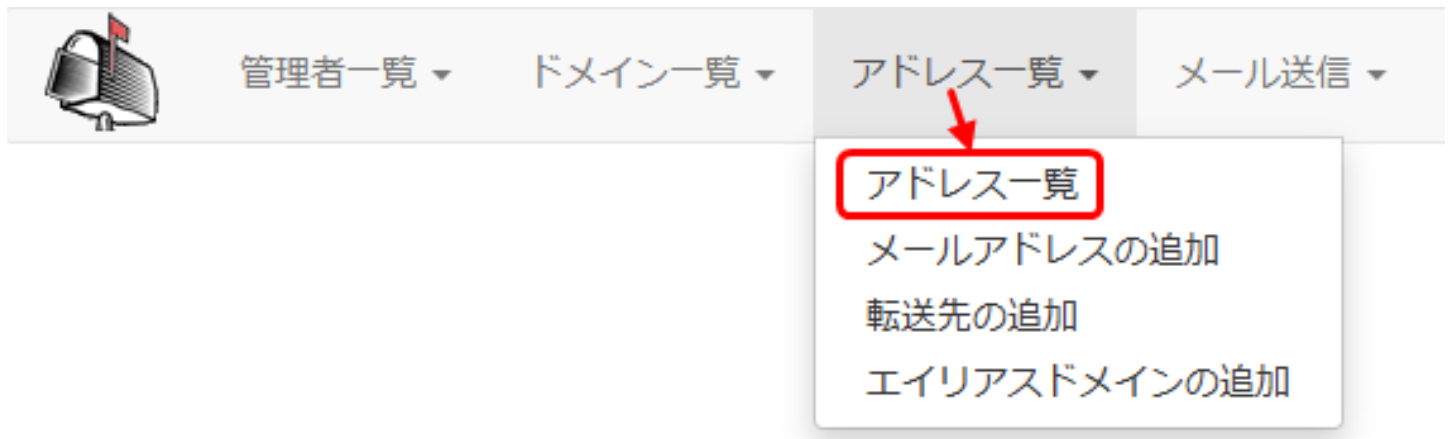 管理者一覧 ドメイン一覧 アドレス一覧 メール送信
アドレス一覧
メールアドレスの追加
転送先の追加
エイリアスドメインの追加